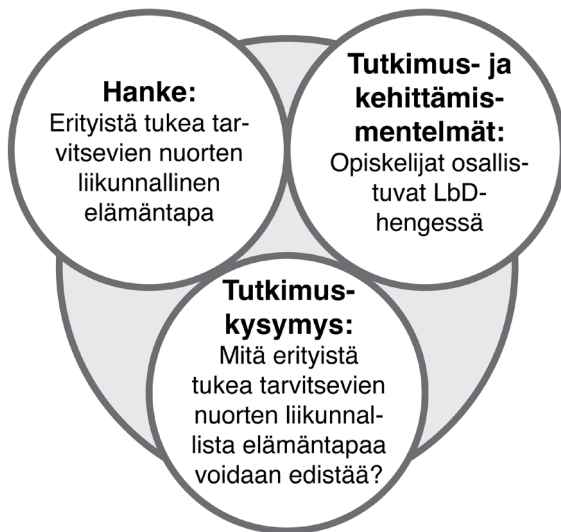 Hanke:
Erityistä tukea tar-
vitsevien nuorten
liikunnallinen
elämäntapa
Tutkimus- ja
kehittämis-
mentelmät:
Opiskelijat osallis-
tuvat LbD-
hengessä
Tutkimus-
kysymys:
Mitä erityistä
tukea tarvitsevien
nuorten liikunnal-
lista elämäntapaa
voidaan edistää?